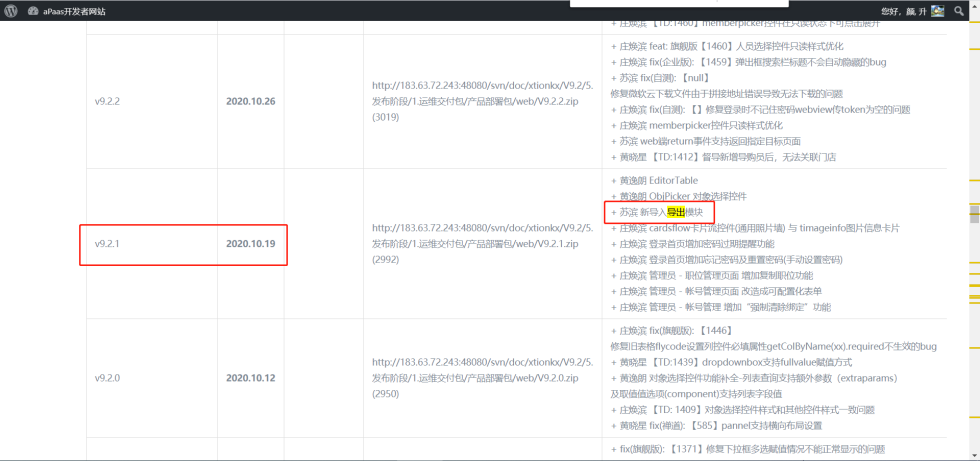 aPaas开发者网站
您好，颜, 升
+ 庄焕滨 【TD:1460】memberpicker控件在只读状态下可点击展开
v9.2.2
2020.10.26
http://183.63.72.243:48080/svn/doc/xtionkx/V9.2/5.
发布阶段/1.运维交付包/产品部署包/web/V9.2.2.zip
(3019)
+ 庄焕滨 feat: 旗舰版【1460】人员选择控件只读样式优化
+ 庄焕滨 fix(企业版): 【1459】弹出框搜索栏标题不会自动隐藏的bug
+ 苏滨 fix(自测): 【null】
修复微软云下载文件由于拼接地址错误导致无法下载的问题
+ 庄焕滨 fix(自测): 【】修复登录时不记住密码webview传token为空的问题
+ 庄焕滨 memberpicker控件只读样式优化
+ 苏滨 web端return事件支持返回指定目标页面
+ 黄晓星 【TD:1412】督导新增导购员后，无法关联门店
v9.2.1
2020.10.19
http://183.63.72.243:48080/svn/doc/xtionkx/V9.2/5.
发布阶段/1.运维交付包/产品部署包/web/V9.2.1.zip
(2992)
+ 黄逸朗 EditorTable
+ 黄逸朗 ObjPicker 对象选择控件
+ 苏滨 新导入导出模块
+ 庄焕滨 cardsflow卡片流控件(通用照片墙) 与 timageinfo图片信息卡片
+ 庄焕滨 登录首页增加密码过期提醒功能
+ 庄焕滨 登录首页增加忘记密码及重置密码(手动设置密码)
+ 庄焕滨 管理员 - 职位管理页面 增加复制职位功能
+ 庄焕滨 管理员 - 帐号管理页面 改造成可配置化表单
+ 庄焕滨 管理员 - 帐号管理 增加“强制清除绑定”功能
v9.2.0
2020.10.12
http://183.63.72.243:48080/svn/doc/xtionkx/V9.2/5.
发布阶段/1.运维交付包/产品部署包/web/V9.2.0.zip
(2950)
+ 庄焕滨 fix(旗舰版): 【1446】
修复旧表格flycode设置列控件必填属性getColByName(xx).required不生效的bug
+ 黄晓星 【TD:1439】dropdownbox支持fullvalue赋值方式
+ 黄逸朗 对象选择控件功能补全-列表查询支持额外参数（extraparams）
及取值值选项(component)支持列表字段值
+ 庄焕滨 【TD: 1409】对象选择控件样式和其他控件样式一致问题
+ 黄晓星 fix(禅道): 【585】pannel支持横向布局设置
+ fix(旗舰版): 【1371】修复下拉框多选赋值情况不能正常显示的问题